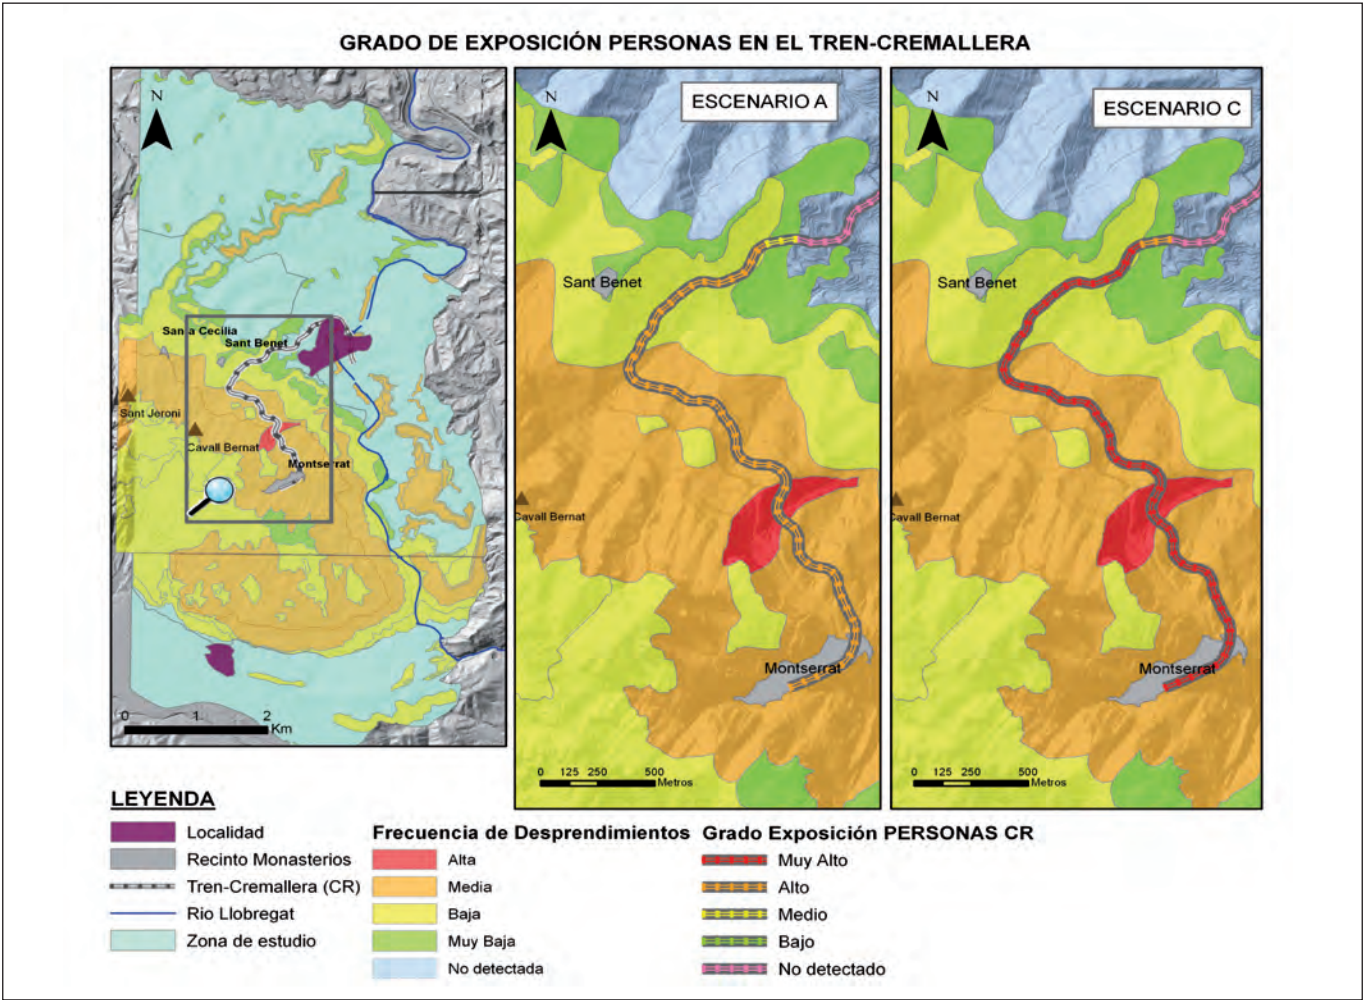 GRADO DE EXPOSICIÓN PERSONAS EN EL TREN-CREMALLERA
N
Santa Cecilia
Sant Benet
Sant Jeroni
Cavall Bernat
Montserrat
0 1 2
Km
N
ESCENARIO A
Sant Benet
Cavall Bernat
Montserrat
0 125 250 500
Metros
N
ESCENARIO C
Sant Benet
Cavall Bernat
Montserrat
0 125 250 500
Metros
LEYENDA
Localidad
Recinto Monasterios
Tren-Cremallera (CR)
Rio Llobregat
Zona de estudio
Frecuencia de Desprendimientos
Alta
Media
Baja
Muy Baja
No detectada
Grado Exposición PERSONAS CR
Muy Alto
Alto
Medio
Bajo
No detectado